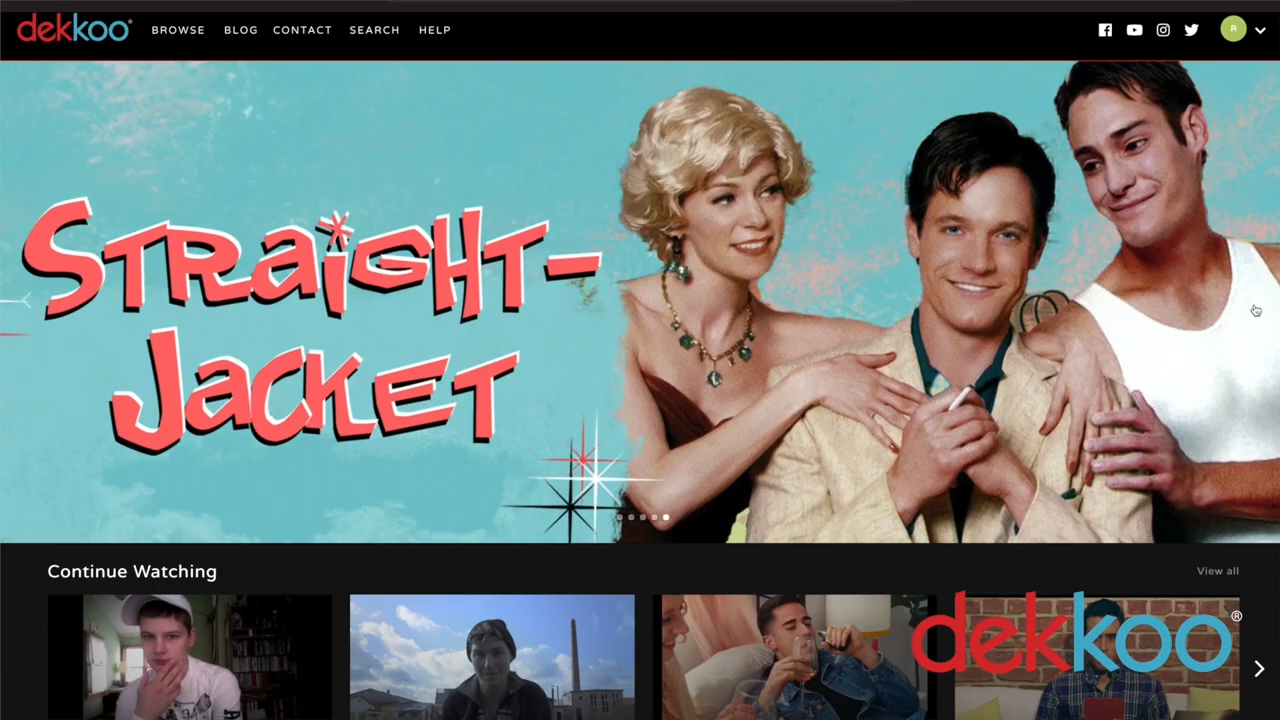 dekkoo®
BROWSE
BLOG
CONTACT
SEARCH
HELP
R
STRaiGHT-
JaCKET
Continue Watching
View all
dekkoo®